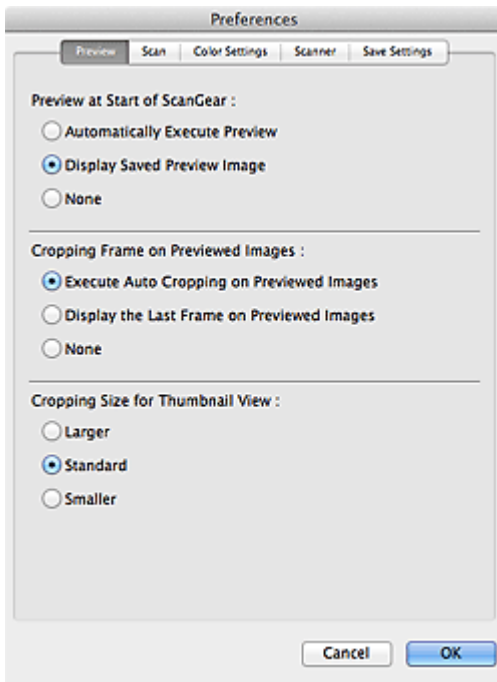 Preferences
Preview Scan Color Settings Scanner Save Settings
Preview at Start of ScanGear :
Automatically Execute Preview
Display Saved Preview Image
None
Cropping Frame on Previewed Images :
Execute Auto Cropping on Previewed Images
Display the Last Frame on Previewed Images
None
Cropping Size for Thumbnail View :
Larger
Standard
Smaller
Cancel OK